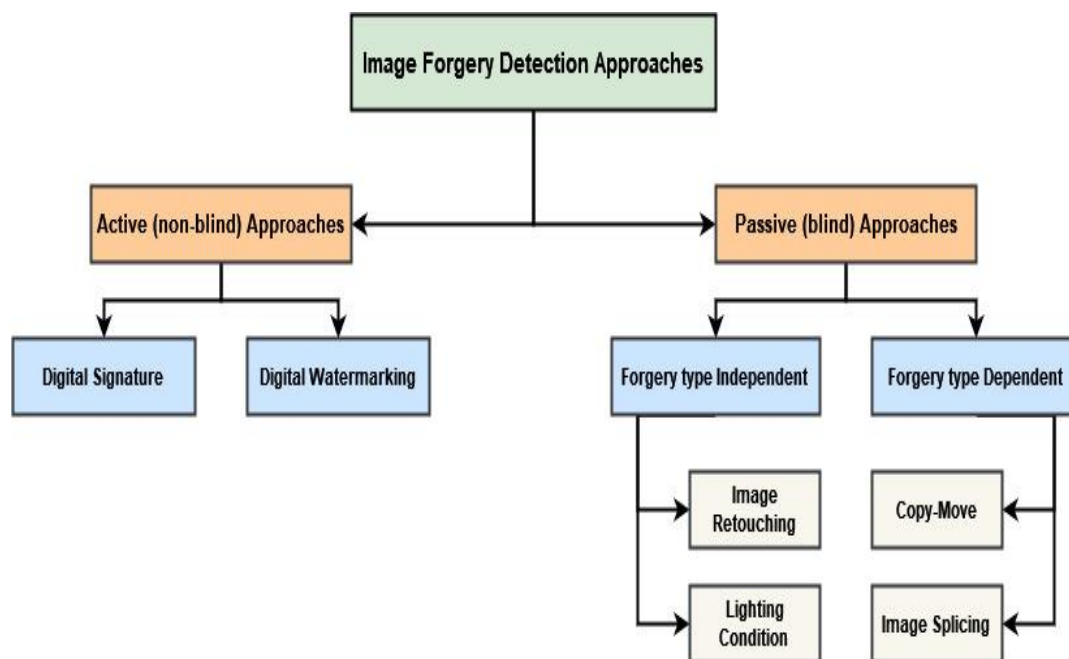 Image Forgery Detection Approaches
Active (non-blind) Approaches
Passive (blind) Approaches
Digital Signature
Digital Watermarking
Forgery type Independent
Forgery type Dependent
Image
Retouching
Copy-Move
Lighting
Condition
Image Splicing